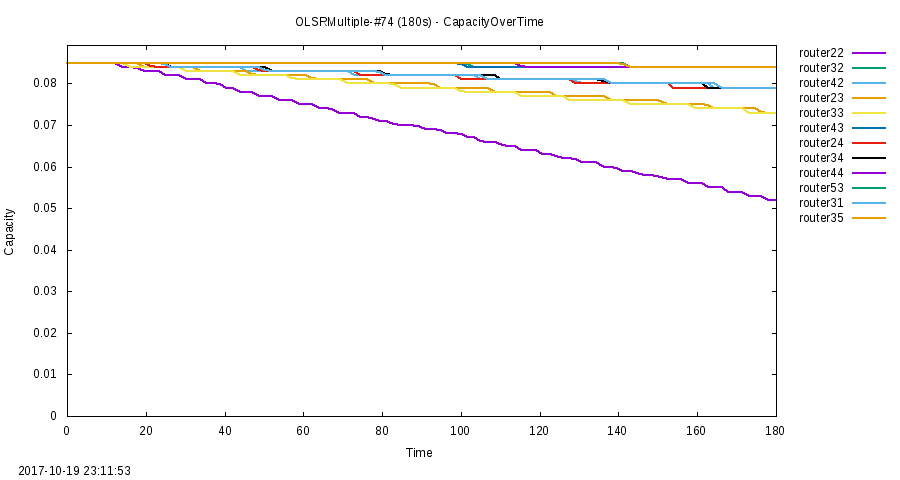 OLSRMultiple-#74 (180s) - CapacityOverTime
router22
router32
router42
router23
router33
router43
router24
router34
router44
router53
router31
router35
0.08
0.07
0.06
0.05
0.04
0.03
0.02
0.01
0
Capacity
0 20 40 60 80 100 120 140 160 180
Time
2017-10-19 23:11:53